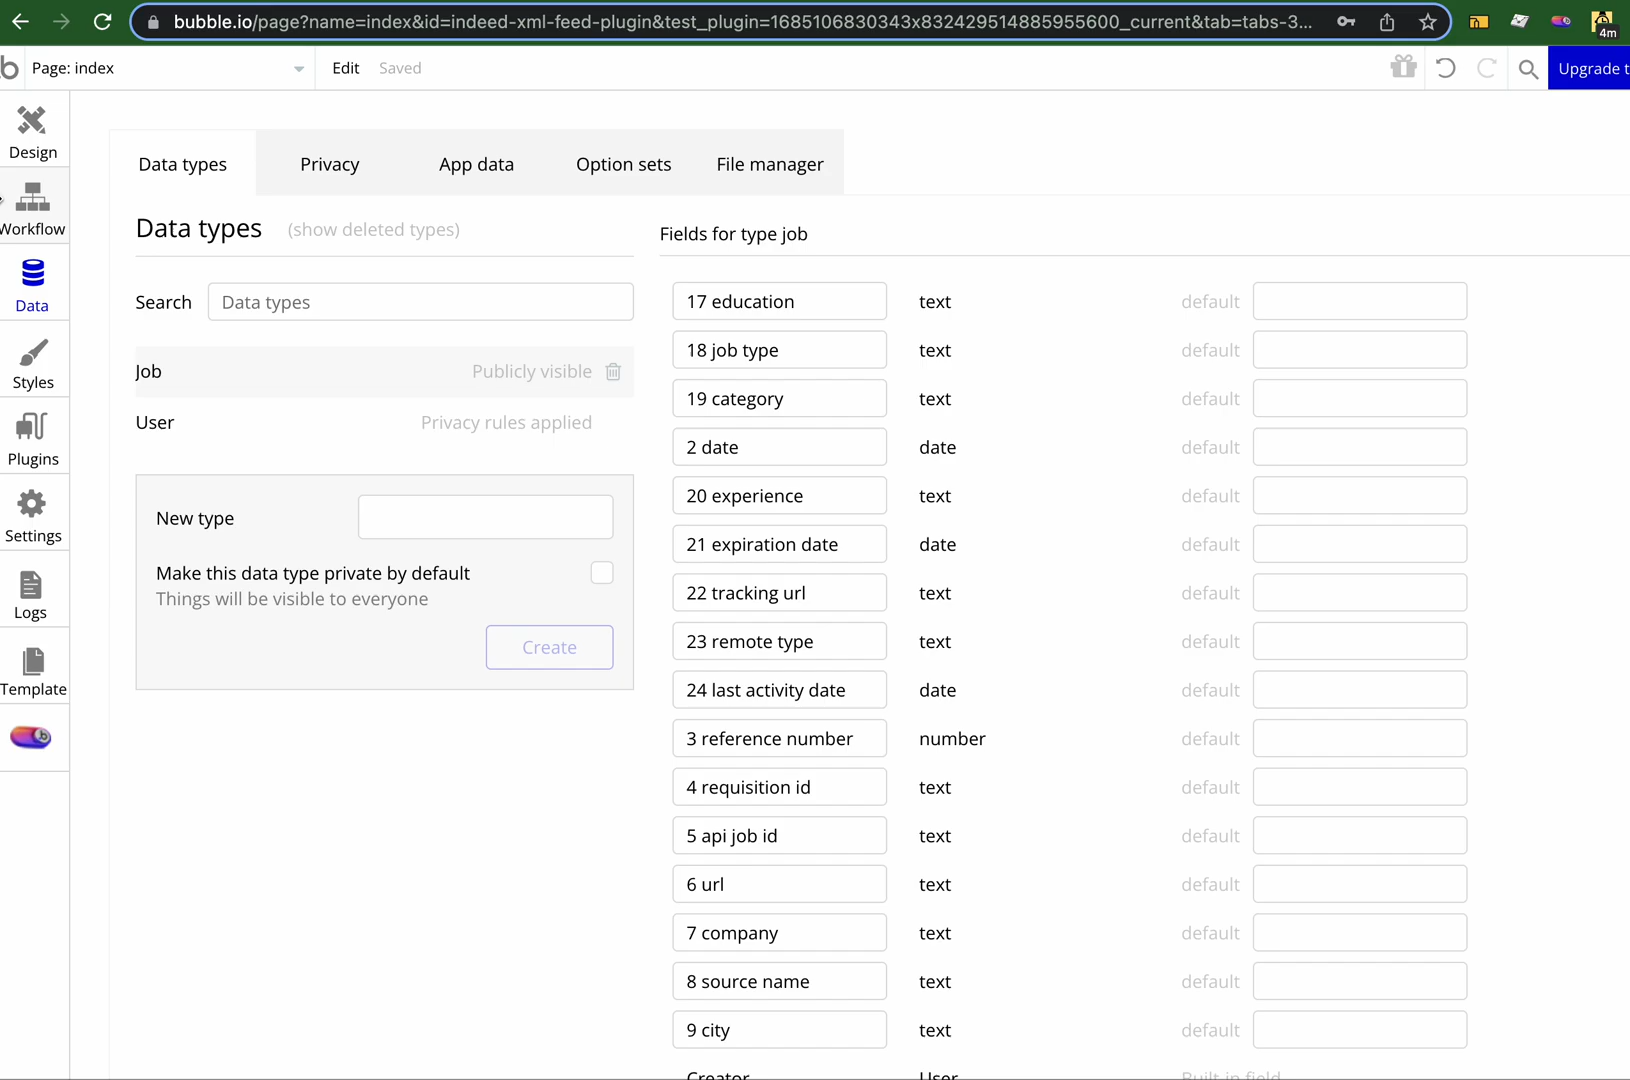 bubble.io/page?name=index&id=indeed-xml-feed-plugin&test_plugin=1685106830343x832429514885955600_current&tab=tabs-3...
4m
Page: index
Edit
Saved
Upgrade t
Design
Workflow
Data
Styles
Plugins
Settings
Logs
Template
Data types
Privacy
App data
Option sets
File manager
Data types (show deleted types)
Search
Data types
Job Publicly visible
User Privacy rules applied
New type
Make this data type private by default
Things will be visible to everyone
Create
Fields for type job
17 education text default
18 job type text default
19 category text default
2 date date default
20 experience text default
21 expiration date date default
22 tracking url text default
23 remote type text default
24 last activity date date default
3 reference number number default
4 requisition id text default
5 api job id text default
6 url text default
7 company text default
8 source name text default
9 city text default
Creator User Built-in field